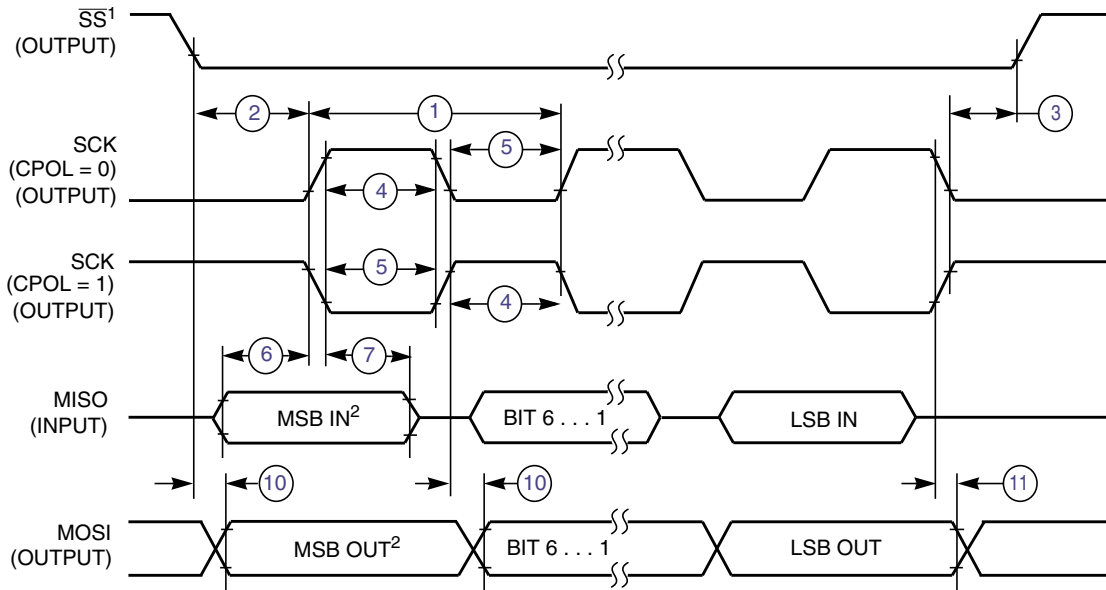 SS¹
(OUTPUT)
2
1
3
SCK
(CPOL = 0)
(OUTPUT)
5
4
SCK
(CPOL = 1)
(OUTPUT)
5
4
6
7
MISO
(INPUT)
MSB IN²
BIT 6 . . . 1
LSB IN
10
10
11
MOSI
(OUTPUT)
MSB OUT²
BIT 6 . . . 1
LSB OUT